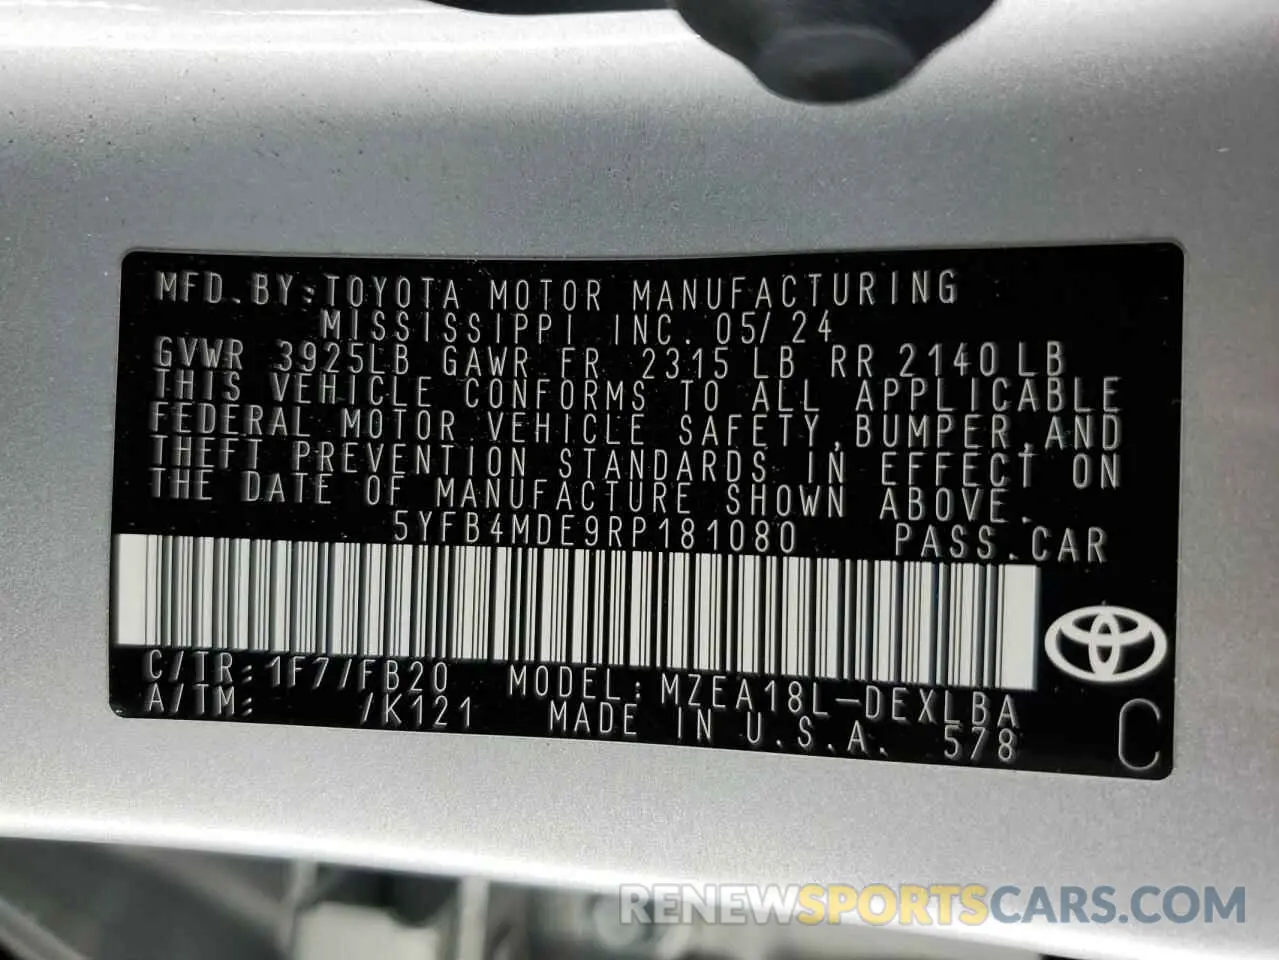 MFD.BY:TOYOTA MOTOR MANUFACTURING
MISSISSIPPI INC. 05/24
GVWR 3925LB GAWR FR 2315 LB RR 2140 LB
THIS VEHICLE CONFORMS TO ALL APPLICABLE
FEDERAL MOTOR VEHICLE SAFETY,BUMPER,AND
THEFT PREVENTION STANDARDS IN EFFECT ON
THE DATE OF MANUFACTURE SHOWN ABOVE.
5YFB4MDE9RP181080 PASS.CAR
C/TR:1F7/FB20 MODEL:MZEA18L-DEXLBA
A/TM: /K121 MADE IN U.S.A. 578
C
RENEWSPORTSCARS.COM